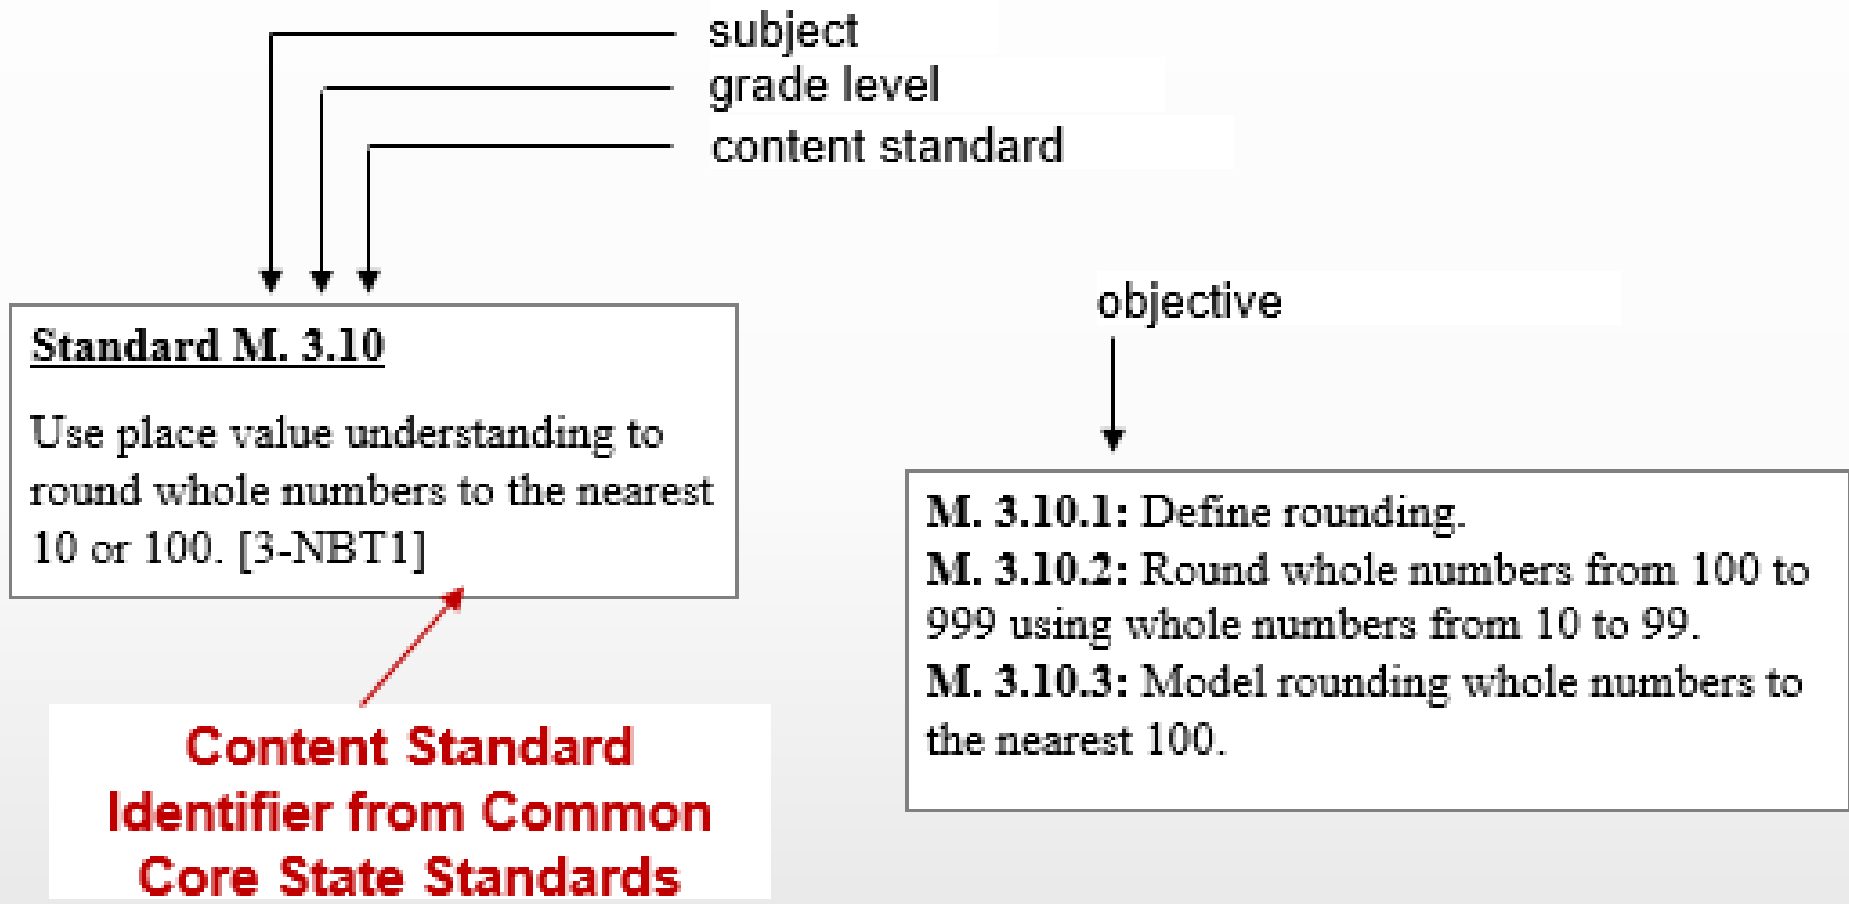 subject
grade level
content standard
Standard M. 3.10
Use place value understanding to
round whole numbers to the nearest
10 or 100. [3-NBT1]
Content Standard
Identifier from Common
Core State Standards
objective
M. 3.10.1: Define rounding.
M. 3.10.2: Round whole numbers from 100 to
999 using whole numbers from 10 to 99.
M. 3.10.3: Model rounding whole numbers to
the nearest 100.